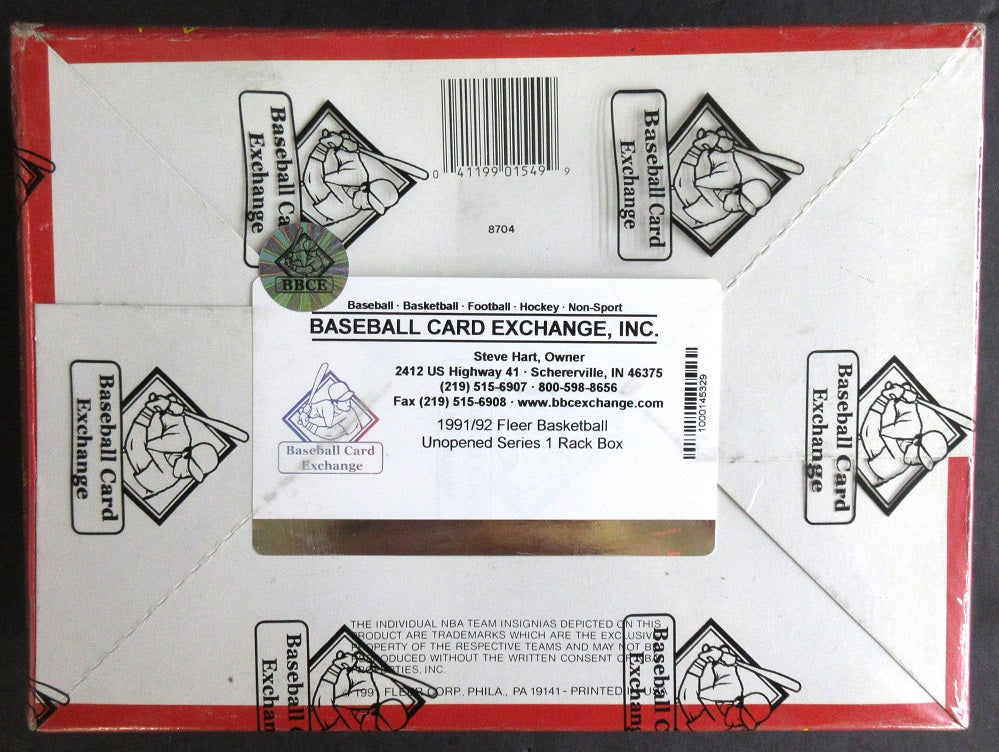 Baseball Card
Exchange
0 41199 01549 9
Baseball Card
Exchange
8704
BBCE
Baseball · Basketball · Football · Hockey · Non-Sport
BASEBALL CARD EXCHANGE, INC.
Steve Hart, Owner
2412 US Highway 41 · Schererville, IN 46375
(219) 515-6907 · 800-598-8656
Fax (219) 515-6908 · www.bbcexchange.com
1991/92 Fleer Basketball
Unopened Series 1 Rack Box
Baseball Card
Exchange
1000145329
Baseball Card
Exchange
Baseball Card
Exchange
THE INDIVIDUAL NBA TEAM INSIGNIAS DEPICTED ON THIS
PRODUCT ARE TRADEMARKS WHICH ARE THE EXCLUSIVE
PROPERTY OF THE RESPECTIVE TEAMS AND MAY NOT BE
REPRODUCED WITHOUT THE WRITTEN CONSENT OF NBA
PROPERTIES, INC.
© 1991 FLEER CORP. PHILA., PA 19141 - PRINTED IN USA
Baseball
Exchan
Baseball C
Exchan